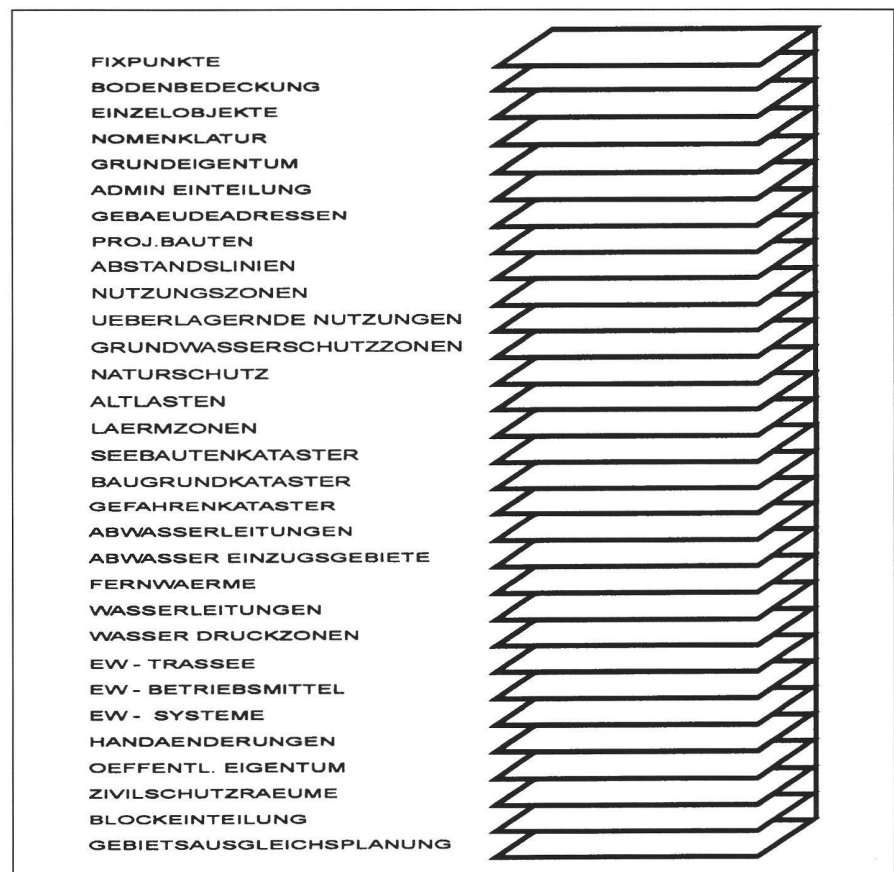 FIXPUNKTE
BODENBEDECKUNG
EINZELOBJEKTE
NOMENKLATUR
GRUNDEIGENTUM
ADMIN EINTEILUNG
GEBAEUDEADRESSEN
PROJ.BAUTEN
ABSTANDSLINIEN
NUTZUNGSZONEN
UEBERLAGERNDE NUTZUNGEN
GRUNDWASSERSCHUTZZONEN
NATURSCHUTZ
ALTLASTEN
LAERMZONEN
SEEBAUTENKATASTER
BAUGRUNDKATASTER
GEFAHRENKATASTER
ABWASSERLEITUNGEN
ABWASSER EINZUGSGEBIETE
FERNWAERME
WASSERLEITUNGEN
WASSER DRUCKZONEN
EW - TRASSEE
EW - BETRIEBSMITTEL
EW - SYSTEME
HANDAENDERUNGEN
OEFFENTL. EIGENTUM
ZIVILSCHUTZRAEUME
BLOCKEINTEILUNG
GEBIETSAUSGLEICHSPLANUNG